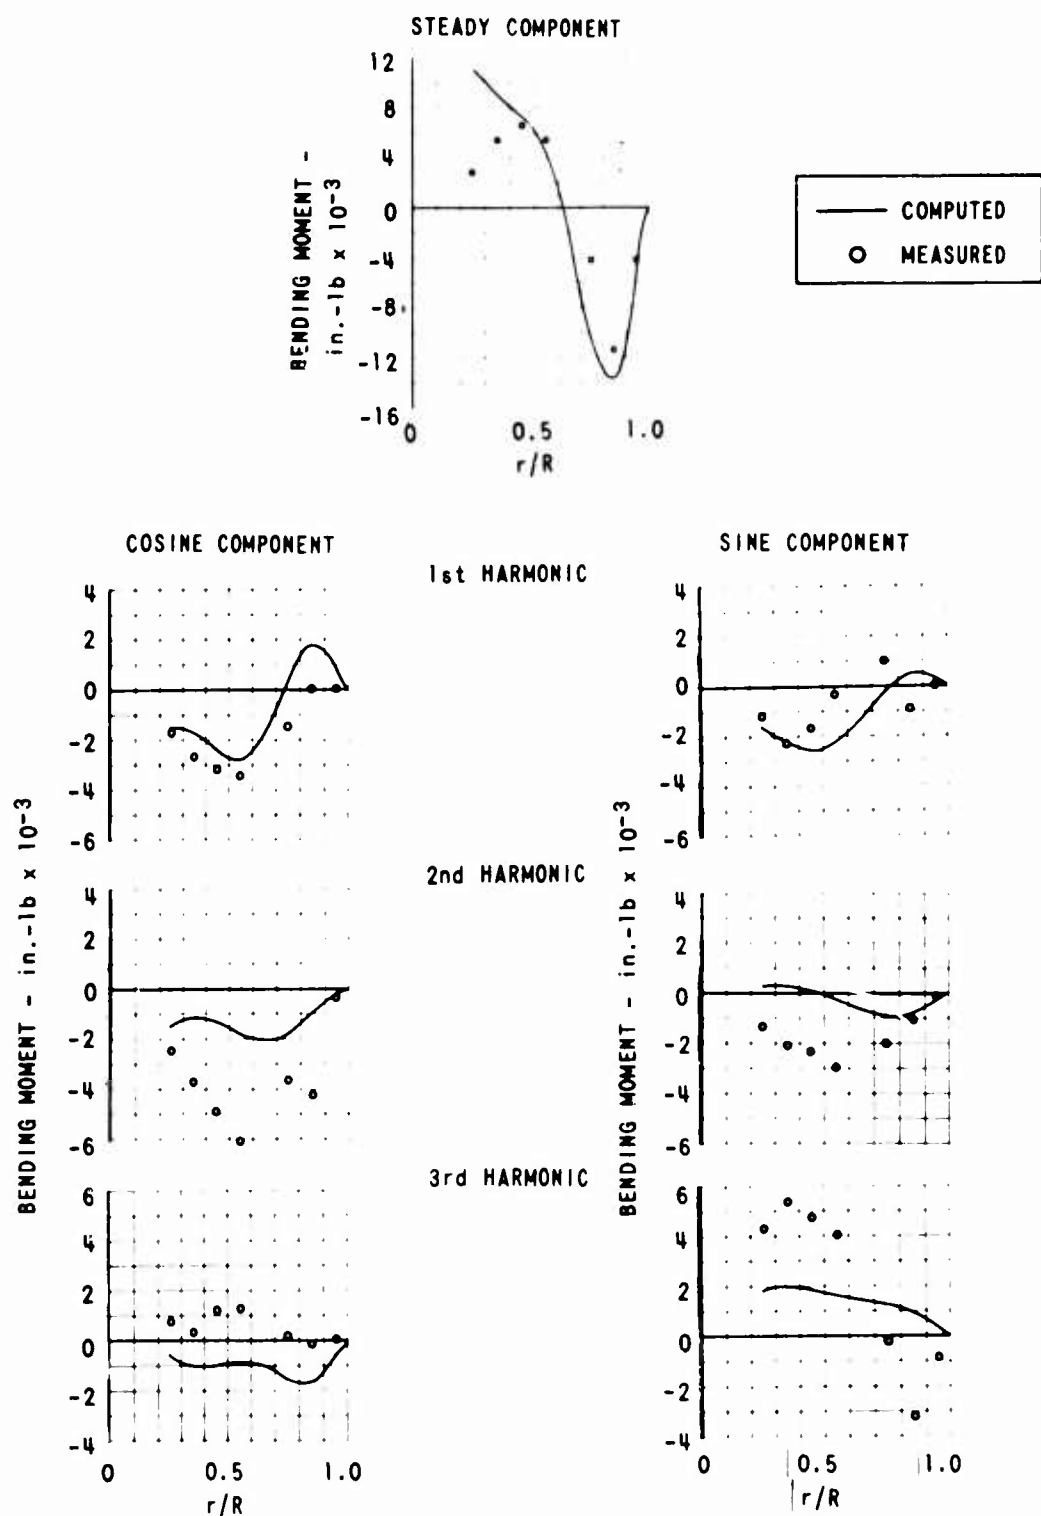 STEADY COMPONENT
12
8
4
0
-4
-8
-12
-16
BENDING MOMENT -
in.-lb x 10-3
0 0.5 1.0
r/R
COMPUTED
MEASURED
COSINE COMPONENT
SINE COMPONENT
1st HARMONIC
4
2
0
-2
-4
-6
4
2
0
-2
-4
-6
2nd HARMONIC
4
2
0
-2
-4
-6
4
2
0
-2
-4
-6
3rd HARMONIC
6
4
2
0
-2
-4
6
4
2
0
-2
-4
BENDING MOMENT - in.-lb x 10-3
BENDING MOMENT - in.-lb x 10-3
0 0.5 1.0
r/R
0 0.5 1.0
r/R